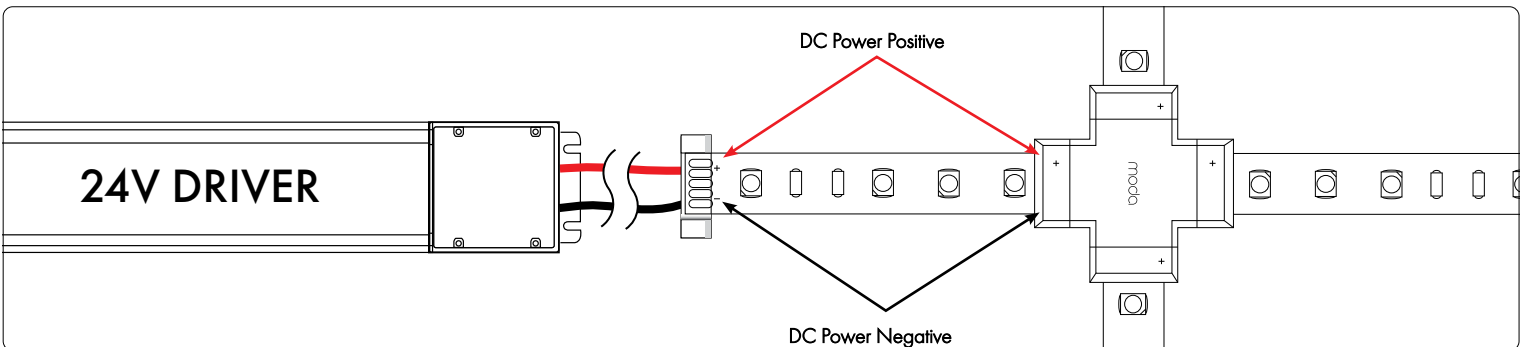 DC Power Positive
24V DRIVER
+
−
+
+
+
+
moda
DC Power Negative